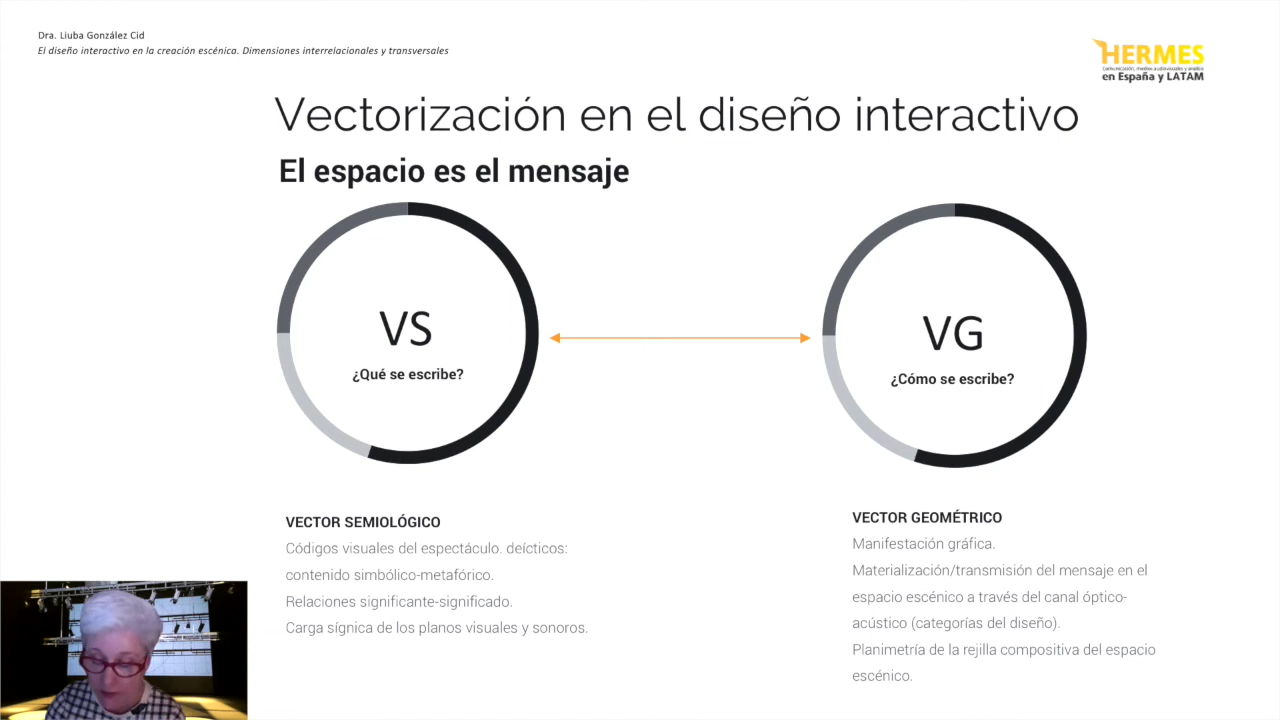 Dra. Liuba González Cid
El diseño interactivo en la creación escénica. Dimensiones interrelacionales y transversales
HERMES
Comunicación, medios audiovisuales y análisis
en España y LATAM
Vectorización en el diseño interactivo
El espacio es el mensaje
VS
¿Qué se escribe?
VG
¿Cómo se escribe?
VECTOR SEMIOLÓGICO
Códigos visuales del espectáculo. deícticos:
contenido simbólico-metafórico.
Relaciones significante-significado.
Carga sígnica de los planos visuales y sonoros.
VECTOR GEOMÉTRICO
Manifestación gráfica.
Materialización/transmisión del mensaje en el
espacio escénico a través del canal óptico-
acústico (categorías del diseño).
Planimetría de la rejilla compositiva del espacio
escénico.